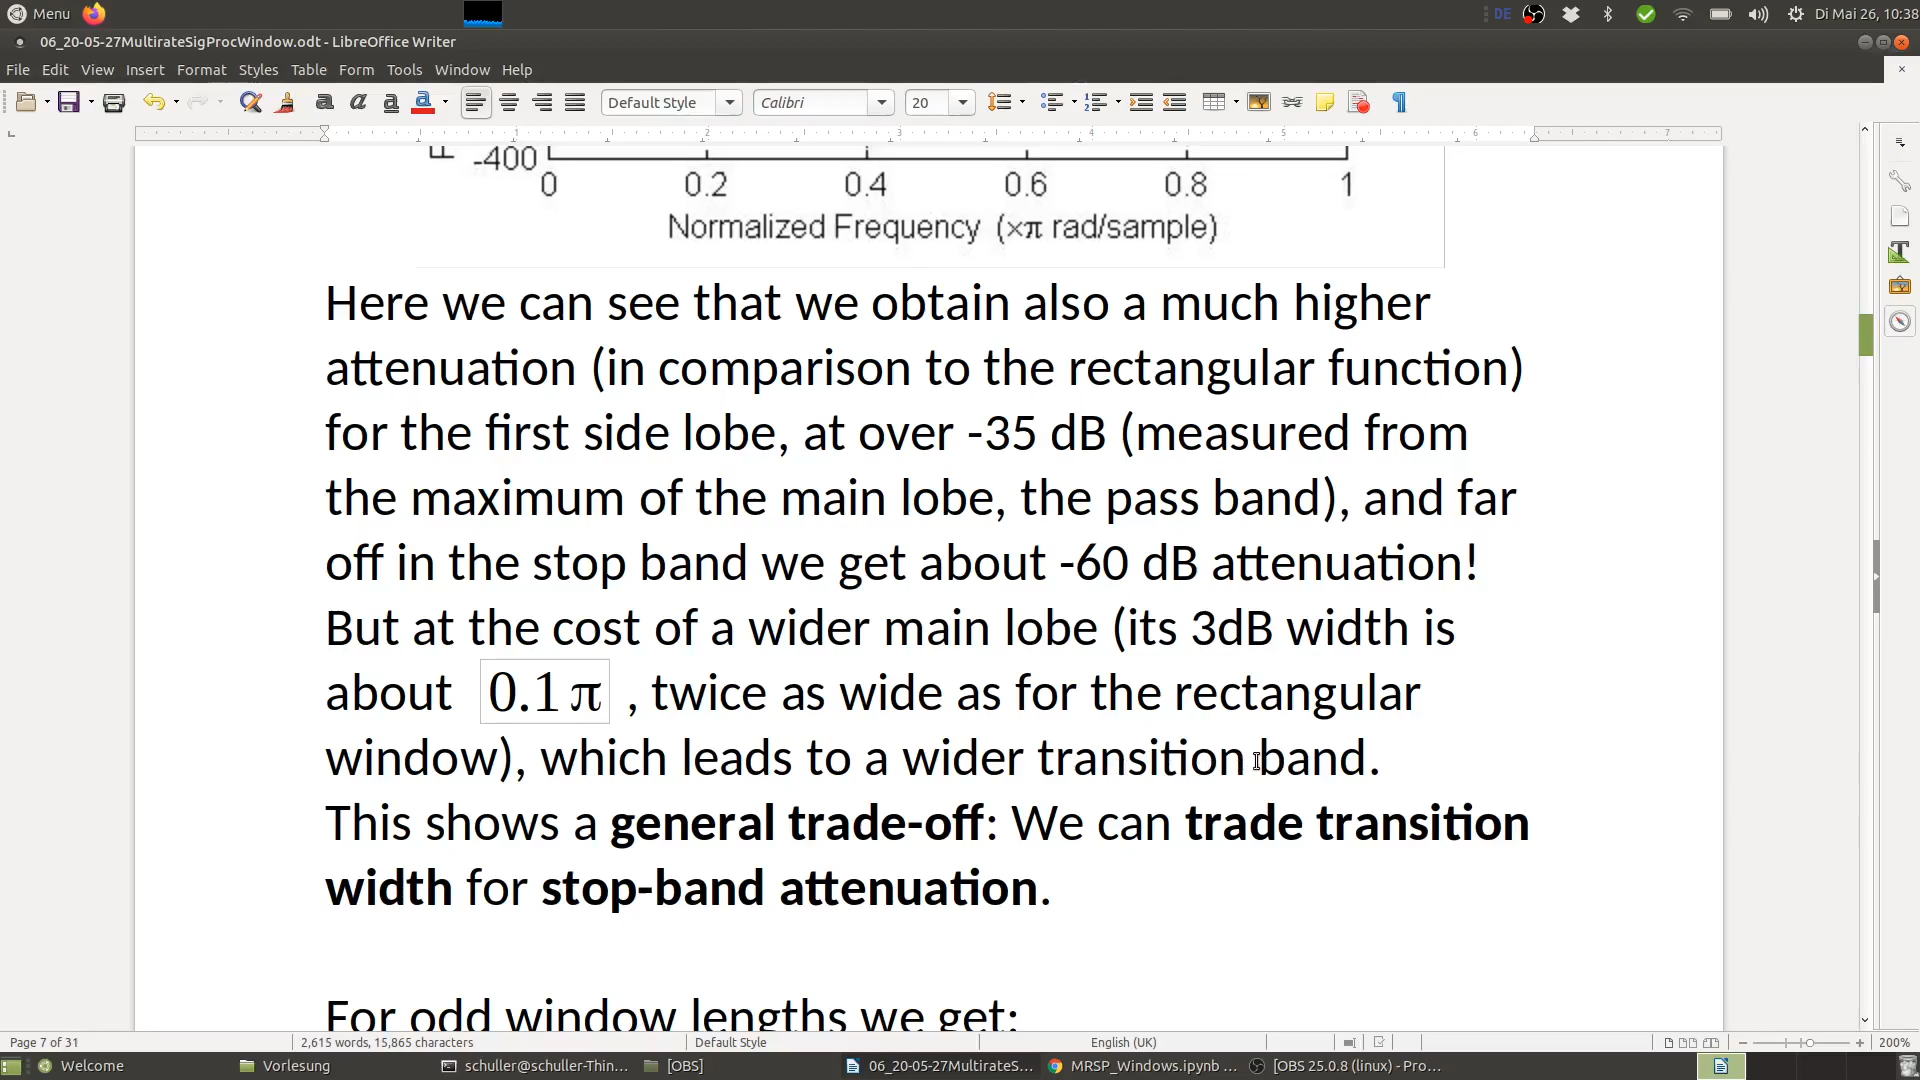 Menu
DE
Di Mai 26, 10:38
06_20-05-27MultirateSigProcWindow.odt - LibreOffice Writer
File Edit View Insert Format Styles Table Form Tools Window Help
Default Style Calibri 20
1 2 3 4 5 6 7
-400
0 0.2 0.4 0.6 0.8 1
Normalized Frequency (×π rad/sample)
Here we can see that we obtain also a much higher
attenuation (in comparison to the rectangular function)
for the first side lobe, at over -35 dB (measured from
the maximum of the main lobe, the pass band), and far
off in the stop band we get about -60 dB attenuation!
But at the cost of a wider main lobe (its 3dB width is
about 0.1 π , twice as wide as for the rectangular
window), which leads to a wider transition band.
This shows a general trade-off: We can trade transition
width for stop-band attenuation.
For odd window lengths we get:
Page 7 of 31 2,615 words, 15,865 characters Default Style English (UK) 200%
Welcome Vorlesung schuller@schuller-Thin... [OBS] 06_20-05-27MultirateS... MRSP_Windows.ipynb ... [OBS 25.0.8 (linux) - Pro...